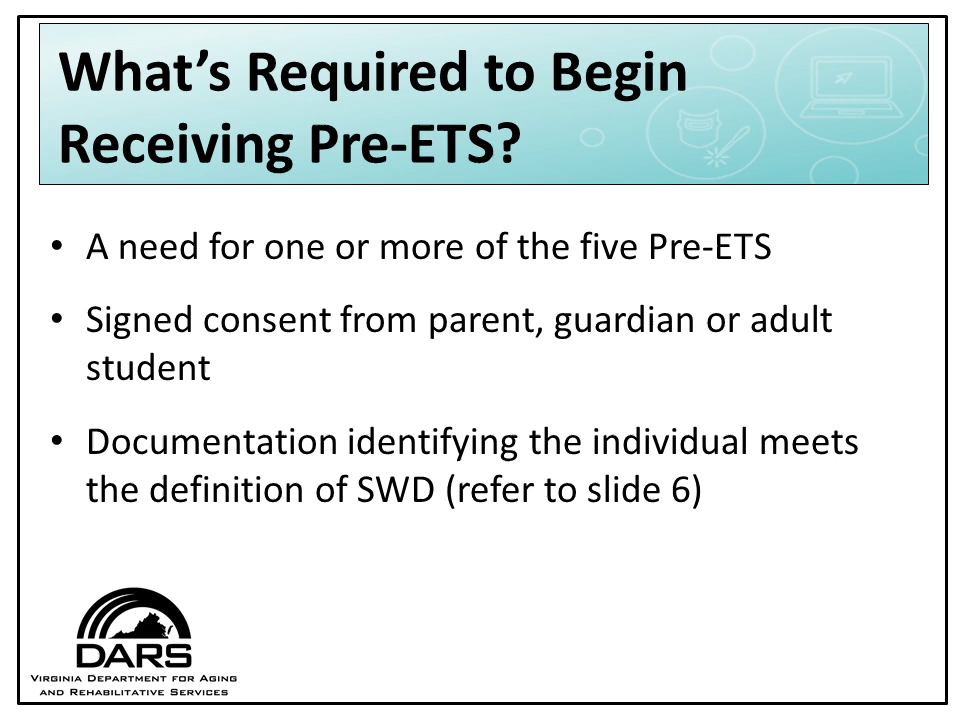 What’s Required to Begin
Receiving Pre-ETS?
• A need for one or more of the five Pre-ETS
• Signed consent from parent, guardian or adult
student
• Documentation identifying the individual meets
the definition of SWD (refer to slide 6)
DARS
VIRGINIA DEPARTMENT FOR AGING
AND REHABILITATIVE SERVICES